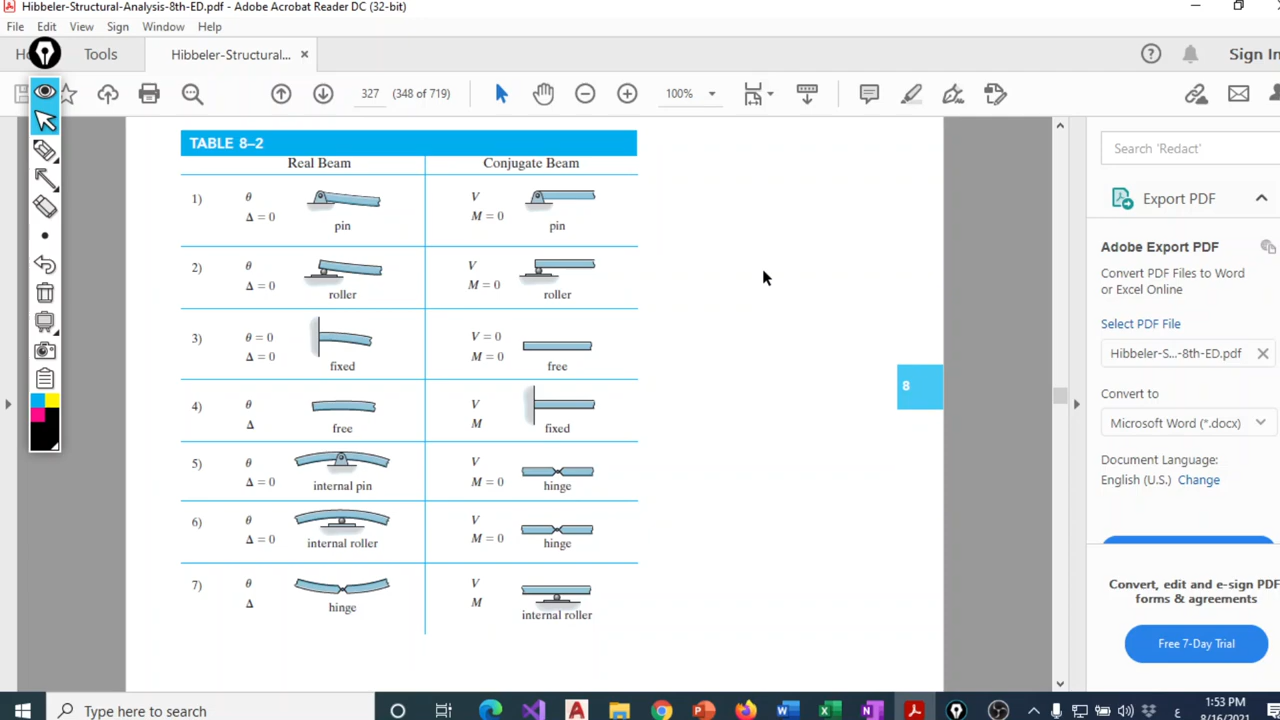 Hibbeler-Structural-Analysis-8th-ED.pdf - Adobe Acrobat Reader DC (32-bit)
File Edit View Sign Window Help
Tools Hibbeler-Structural... × Sign In
327 (348 of 719) 100%
TABLE 8–2
Real Beam Conjugate Beam
1) θ Δ = 0 pin V M = 0 pin
2) θ Δ = 0 roller V M = 0 roller
3) θ = 0 Δ = 0 fixed V = 0 M = 0 free
4) θ Δ free V M fixed
5) θ Δ = 0 internal pin V M = 0 hinge
6) θ Δ = 0 internal roller V M = 0 hinge
7) θ Δ hinge V M internal roller
8
Search 'Redact'
Export PDF
Adobe Export PDF
Convert PDF Files to Word
or Excel Online
Select PDF File
Hibbeler-S...-8th-ED.pdf
Convert to
Microsoft Word (*.docx)
Document Language:
English (U.S.) Change
Convert, edit and e-sign PDF
forms & agreements
Free 7-Day Trial
Type here to search
ع
1:53 PM
8/16/2021